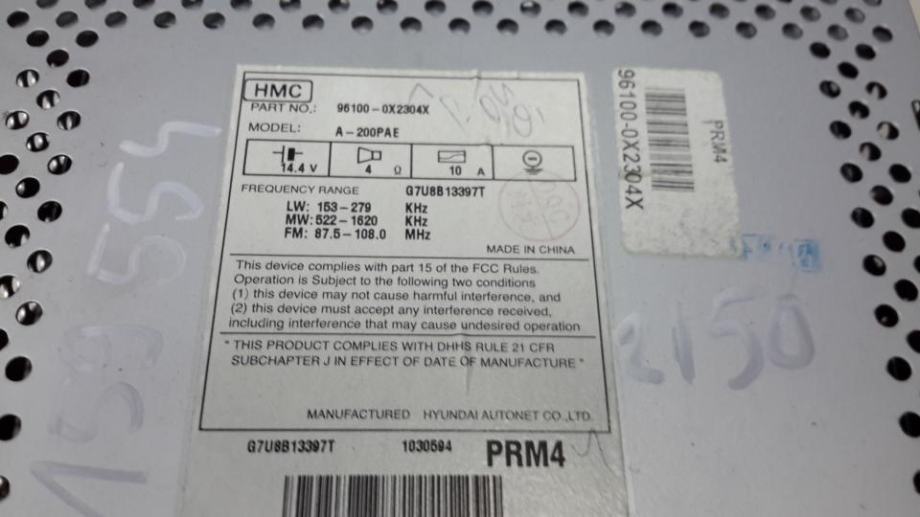 HMC
PART NO.: 96100-0X2304X
MODEL: A-200PAE
14.4 V 4 Ω 10 A
FREQUENCY RANGE G7U8B13397T
LW: 153-279 KHz
MW: 522-1620 KHz
FM: 87.5-108.0 MHz
MADE IN CHINA
This device complies with part 15 of the FCC Rules.
Operation is Subject to the following two conditions
(1) this device may not cause harmful interference, and
(2) this device must accept any interference received,
including interference that may cause undesired operation
* THIS PRODUCT COMPLIES WITH DHHS RULE 21 CFR
SUBCHAPTER J IN EFFECT OF DATE OF MANUFACTURE *
MANUFACTURED HYUNDAI AUTONET CO.,LTD.
G7U8B13397T 1030594 PRM4
PRM4
96100-0X2304X
159554
2150